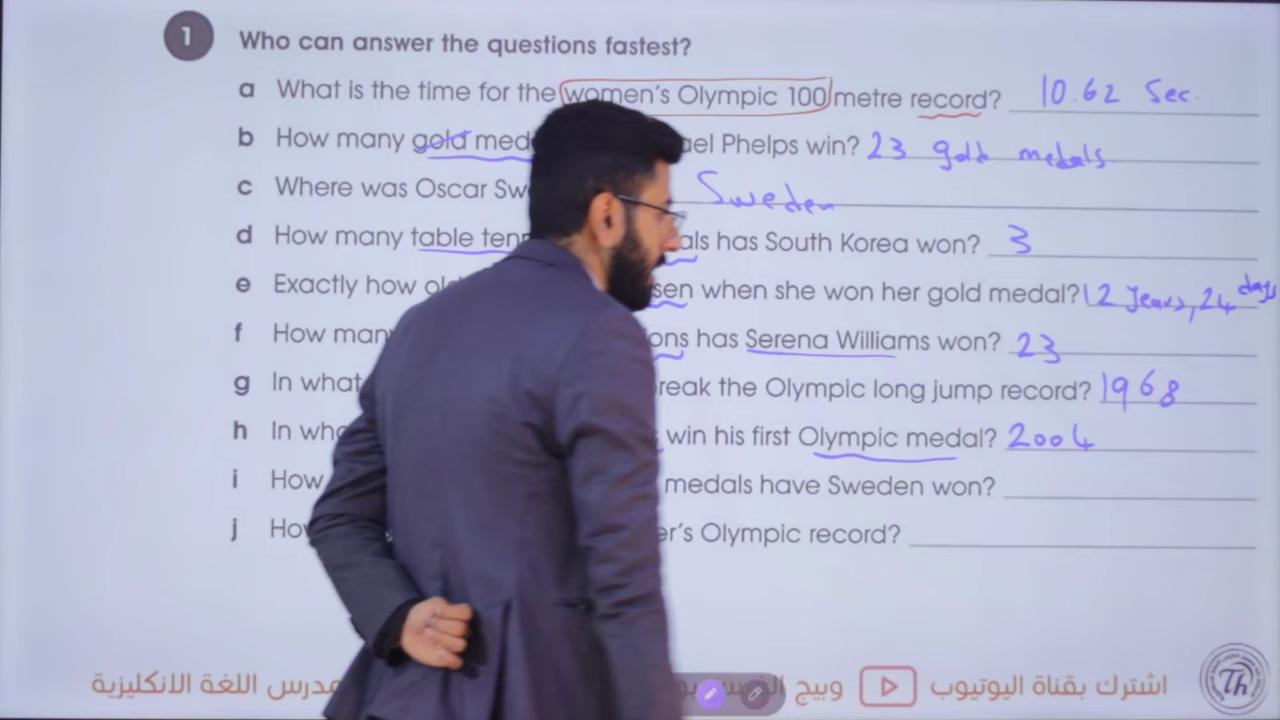 1 Who can answer the questions fastest?
a What is the time for the women's Olympic 100 metre record? 10.62 Sec.
b How many gold med ael Phelps win? 23 gold medals
c Where was Oscar Sw Sweden
d How many table ten als has South Korea won? 3
e Exactly how ol sen when she won her gold medal? 12 years, 24 days
f How man ons has Serena Williams won? 23
g In what reak the Olympic long jump record? 1968
h In wh win his first Olympic medal? 2004
i How medals have Sweden won?
j Ho er's Olympic record?
اشترك بقناة اليوتيوب وبيج مدرس اللغة الانكليزية
Th